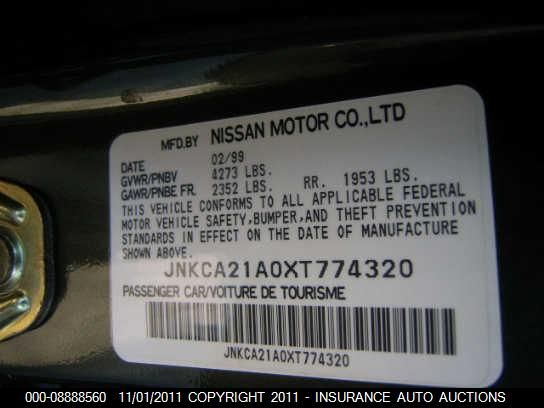 MFD.BY NISSAN MOTOR CO.,LTD
DATE 02/99
GVWR/PNBV 4273 LBS.
GAWR/PNBE FR. 2352 LBS. RR. 1953 LBS.
THIS VEHICLE CONFORMS TO ALL APPLICABLE FEDERAL
MOTOR VEHICLE SAFETY,BUMPER,AND THEFT PREVENTION
STANDARDS IN EFFECT ON THE DATE OF MANUFACTURE
SHOWN ABOVE.
JNKCA21A0XT774320
PASSENGER CAR/VOITURE DE TOURISME
JNKCA21A0XT774320
000-08888560 11/01/2011 COPYRIGHT 2011 - INSURANCE AUTO AUCTIONS